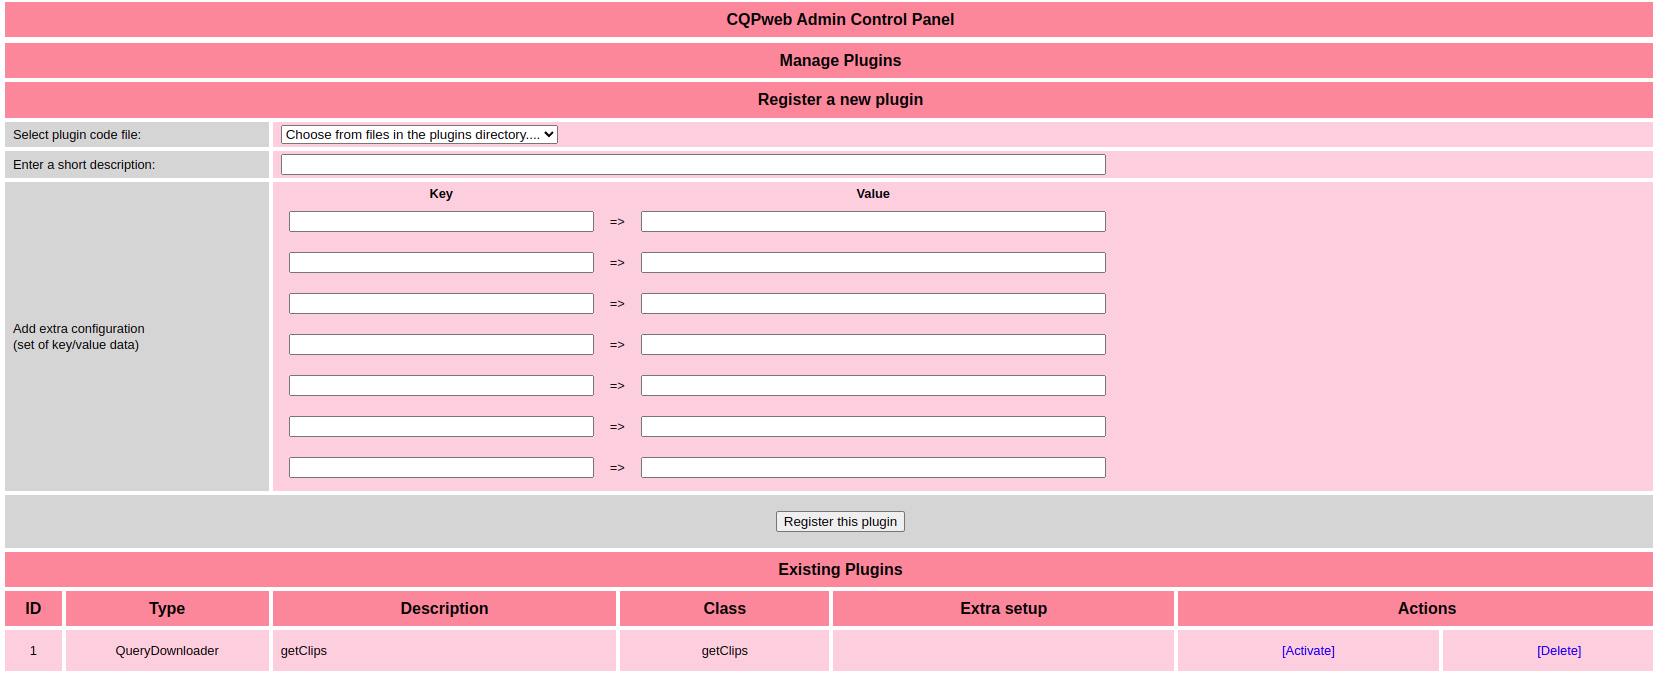 CQPweb Admin Control Panel
Manage Plugins
Register a new plugin
Select plugin code file: Choose from files in the plugins directory....
Enter a short description:
Key Value
=>
=>
=>
Add extra configuration
(set of key/value data)
=>
=>
=>
=>
Register this plugin
Existing Plugins
ID Type Description Class Extra setup Actions
1 QueryDownloader getClips getClips [Activate] [Delete]